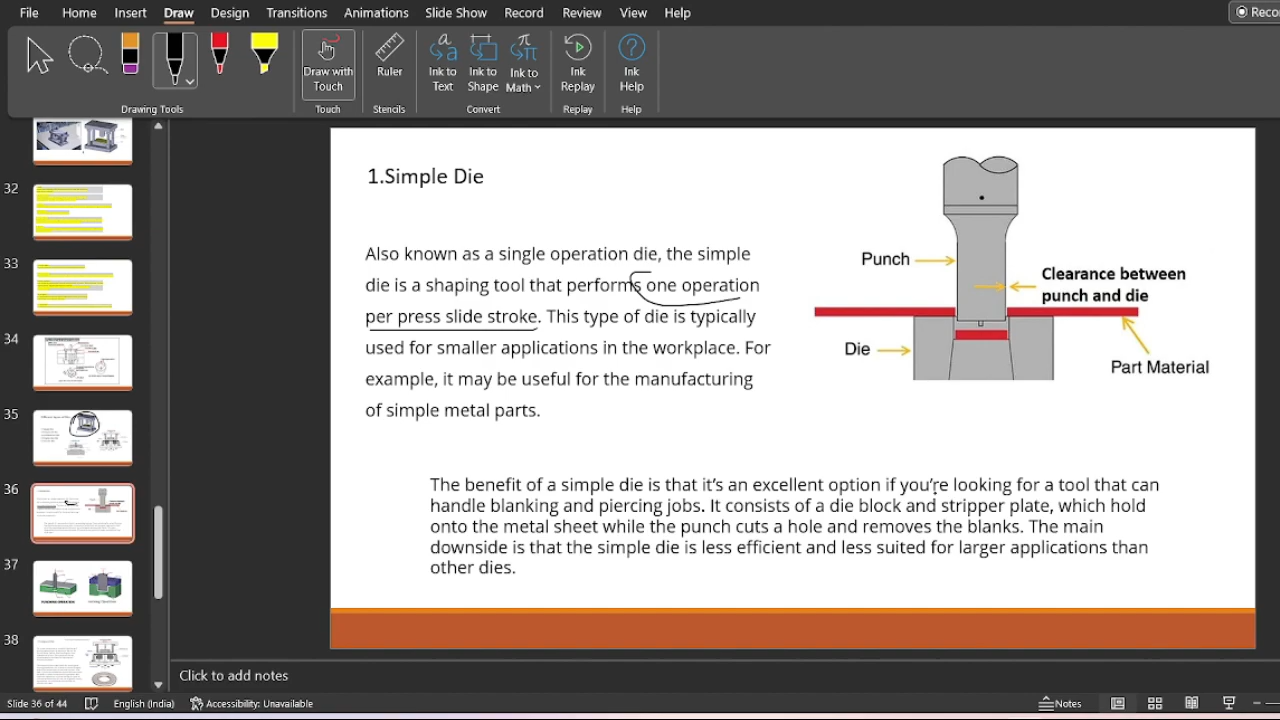 File Home Insert Draw Design Transitions Animations Slide Show Record Review View Help
Draw with Touch
Ruler
Ink to Text
Ink to Shape
Ink to Math
Ink Replay
Ink Help
Drawing Tools Touch Stencils Convert Replay Help
32
33
34
35
36
37
38
1.Simple Die
Also known as a single operation die, the simple
die is a shaping tool that performs one operation
per press slide stroke. This type of die is typically
used for smaller applications in the workplace. For
example, it may be useful for the manufacturing
of simple metal parts.
Punch
Clearance between
punch and die
Die
Part Material
The benefit of a simple die is that it's an excellent option if you're looking for a tool that can
handle blanking and piercing jobs. It consists of a die block and stripper plate, which hold
onto the metal sheet while the punch cuts a hole and removes the blanks. The main
downside is that the simple die is less efficient and less suited for larger applications than
other dies.
Slide 36 of 44 English (India) Accessibility: Unavailable Notes